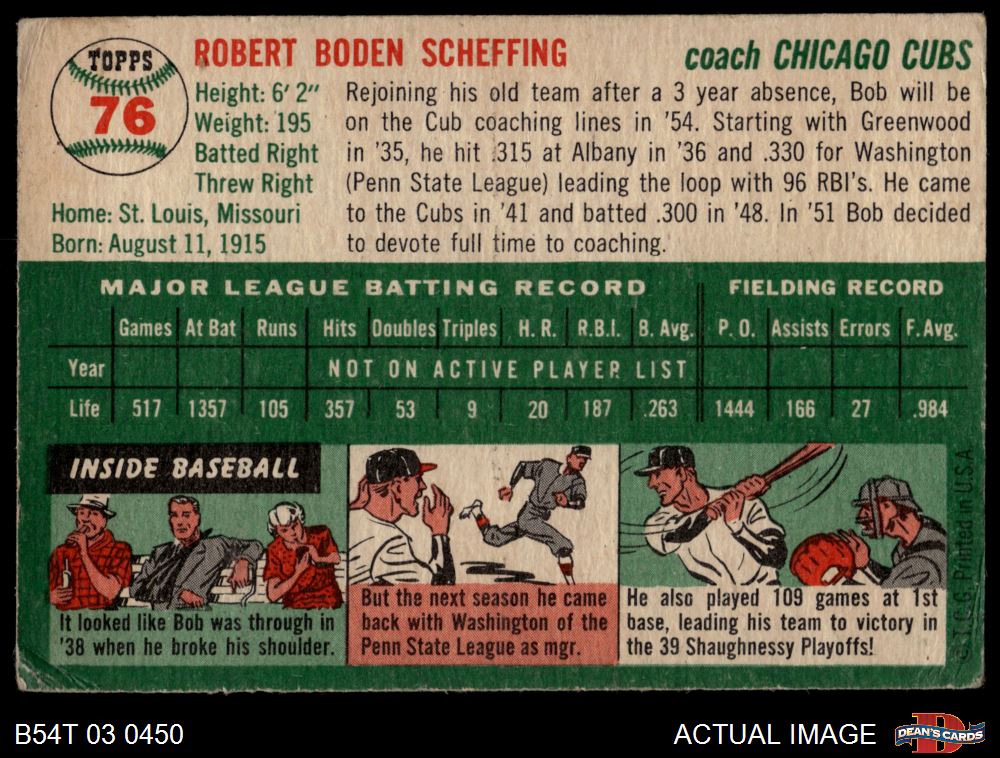 TOPPS
76
ROBERT BODEN SCHEFFING
coach CHICAGO CUBS
Height: 6' 2"
Weight: 195
Batted Right
Threw Right
Home: St. Louis, Missouri
Born: August 11, 1915
Rejoining his old team after a 3 year absence, Bob will be
on the Cub coaching lines in '54. Starting with Greenwood
in '35, he hit .315 at Albany in '36 and .330 for Washington
(Penn State League) leading the loop with 96 RBI's. He came
to the Cubs in '41 and batted .300 in '48. In '51 Bob decided
to devote full time to coaching.
MAJOR LEAGUE BATTING RECORD FIELDING RECORD
Games At Bat Runs Hits Doubles Triples H. R. R.B.I. B. Avg. P. O. Assists Errors F. Avg.
Year NOT ON ACTIVE PLAYER LIST
Life 517 1357 105 357 53 9 20 187 .263 1444 166 27 .984
INSIDE BASEBALL
It looked like Bob was through in
'38 when he broke his shoulder.
But the next season he came
back with Washington of the
Penn State League as mgr.
He also played 109 games at 1st
base, leading his team to victory in
the 39 Shaughnessy Playoffs!
© T.C.G. Printed in U.S.A.
B54T 03 0450
ACTUAL IMAGE
DEAN'S CARDS